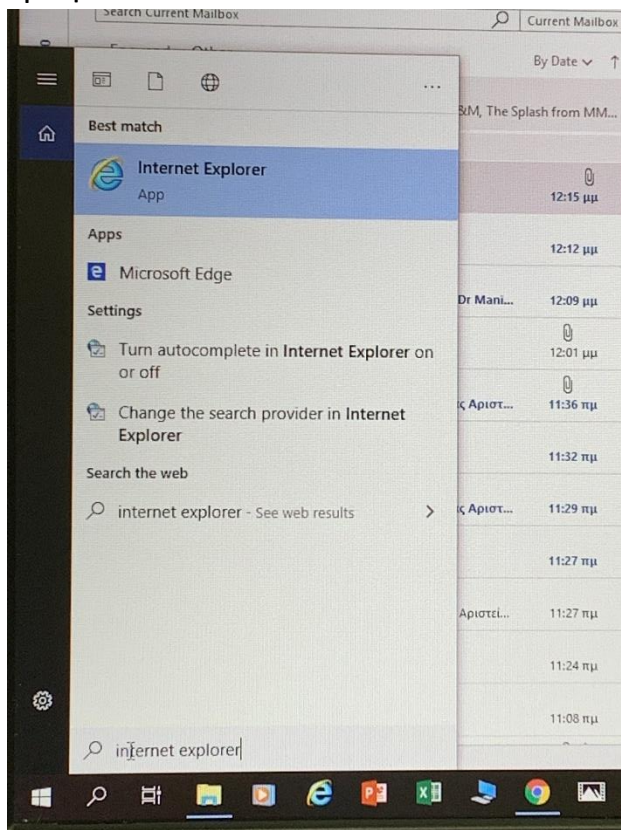 Search Current Mailbox
Current Mailbox
By Date
&M, The Splash from MM...
Best match
Internet Explorer
App
12:15 μμ
Apps
12:12 μμ
Microsoft Edge
Dr Mani...
12:09 μμ
Settings
Turn autocomplete in Internet Explorer on
or off
12:01 μμ
Change the search provider in Internet
Explorer
ς Αριστ...
11:36 πμ
Search the web
11:32 πμ
internet explorer - See web results
ς Αριστ...
11:29 πμ
11:27 πμ
Αριστεί...
11:27 πμ
11:24 πμ
11:08 πμ
internet explorer